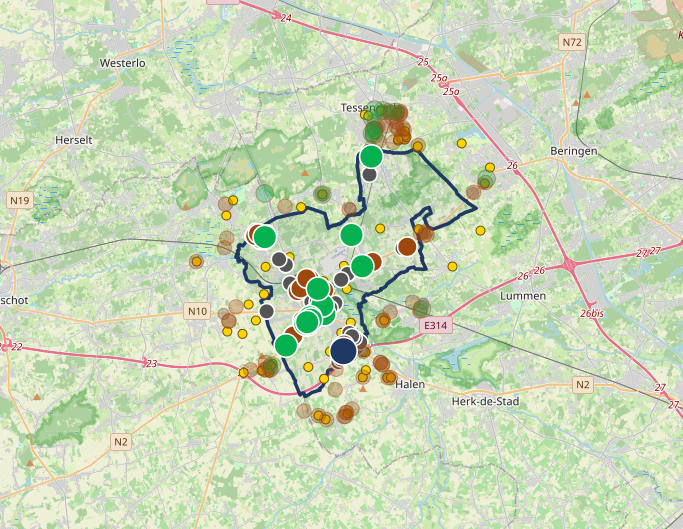 24
N72
Westerlo
25
25a
25a
Herselt
Beringen
26
N19
27 27
26 26
Lummen
schot
N10
26bis
E314
22
23
Halen
N2
27
Herk-de-Stad
27
N2